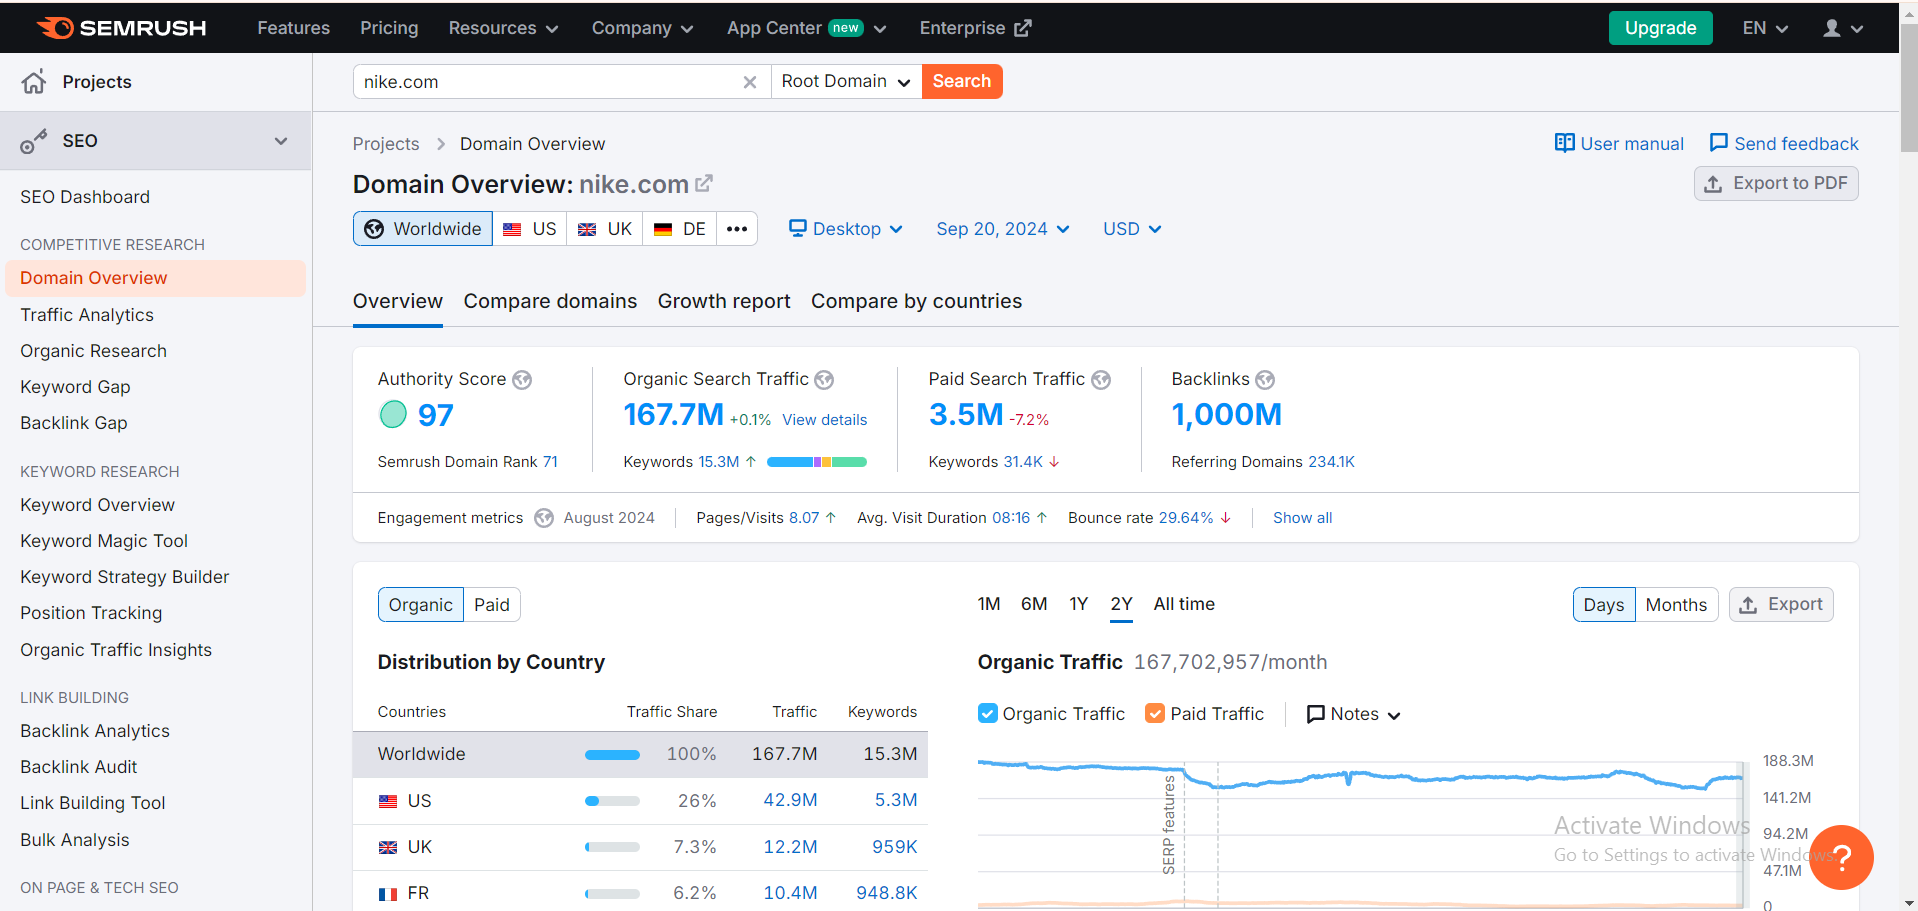 SEMRUSH Features Pricing Resources Company App Center new Enterprise Upgrade EN
Projects
nike.com Root Domain Search
SEO
Projects > Domain Overview User manual Send feedback
Domain Overview: nike.com Export to PDF
Worldwide US UK DE ••• Desktop Sep 20, 2024 USD
Overview Compare domains Growth report Compare by countries
SEO Dashboard
COMPETITIVE RESEARCH
Domain Overview
Traffic Analytics
Organic Research
Keyword Gap
Backlink Gap
KEYWORD RESEARCH
Keyword Overview
Keyword Magic Tool
Keyword Strategy Builder
Position Tracking
Organic Traffic Insights
LINK BUILDING
Backlink Analytics
Backlink Audit
Link Building Tool
Bulk Analysis
ON PAGE & TECH SEO
Authority Score
97
Semrush Domain Rank 71
Organic Search Traffic
167.7M +0.1% View details
Keywords 15.3M ↑
Paid Search Traffic
3.5M -7.2%
Keywords 31.4K ↓
Backlinks
1,000M
Referring Domains 234.1K
Engagement metrics August 2024 Pages/Visits 8.07 ↑ Avg. Visit Duration 08:16 ↑ Bounce rate 29.64% ↓ Show all
Organic Paid
Distribution by Country
Countries Traffic Share Traffic Keywords
Worldwide 100% 167.7M 15.3M
US 26% 42.9M 5.3M
UK 7.3% 12.2M 959K
FR 6.2% 10.4M 948.8K
1M 6M 1Y 2Y All time Days Months Export
Organic Traffic 167,702,957/month
Organic Traffic Paid Traffic Notes
SERP features
188.3M
141.2M
94.2M
47.1M
0
Activate Windows
Go to Settings to activate Windows.
?